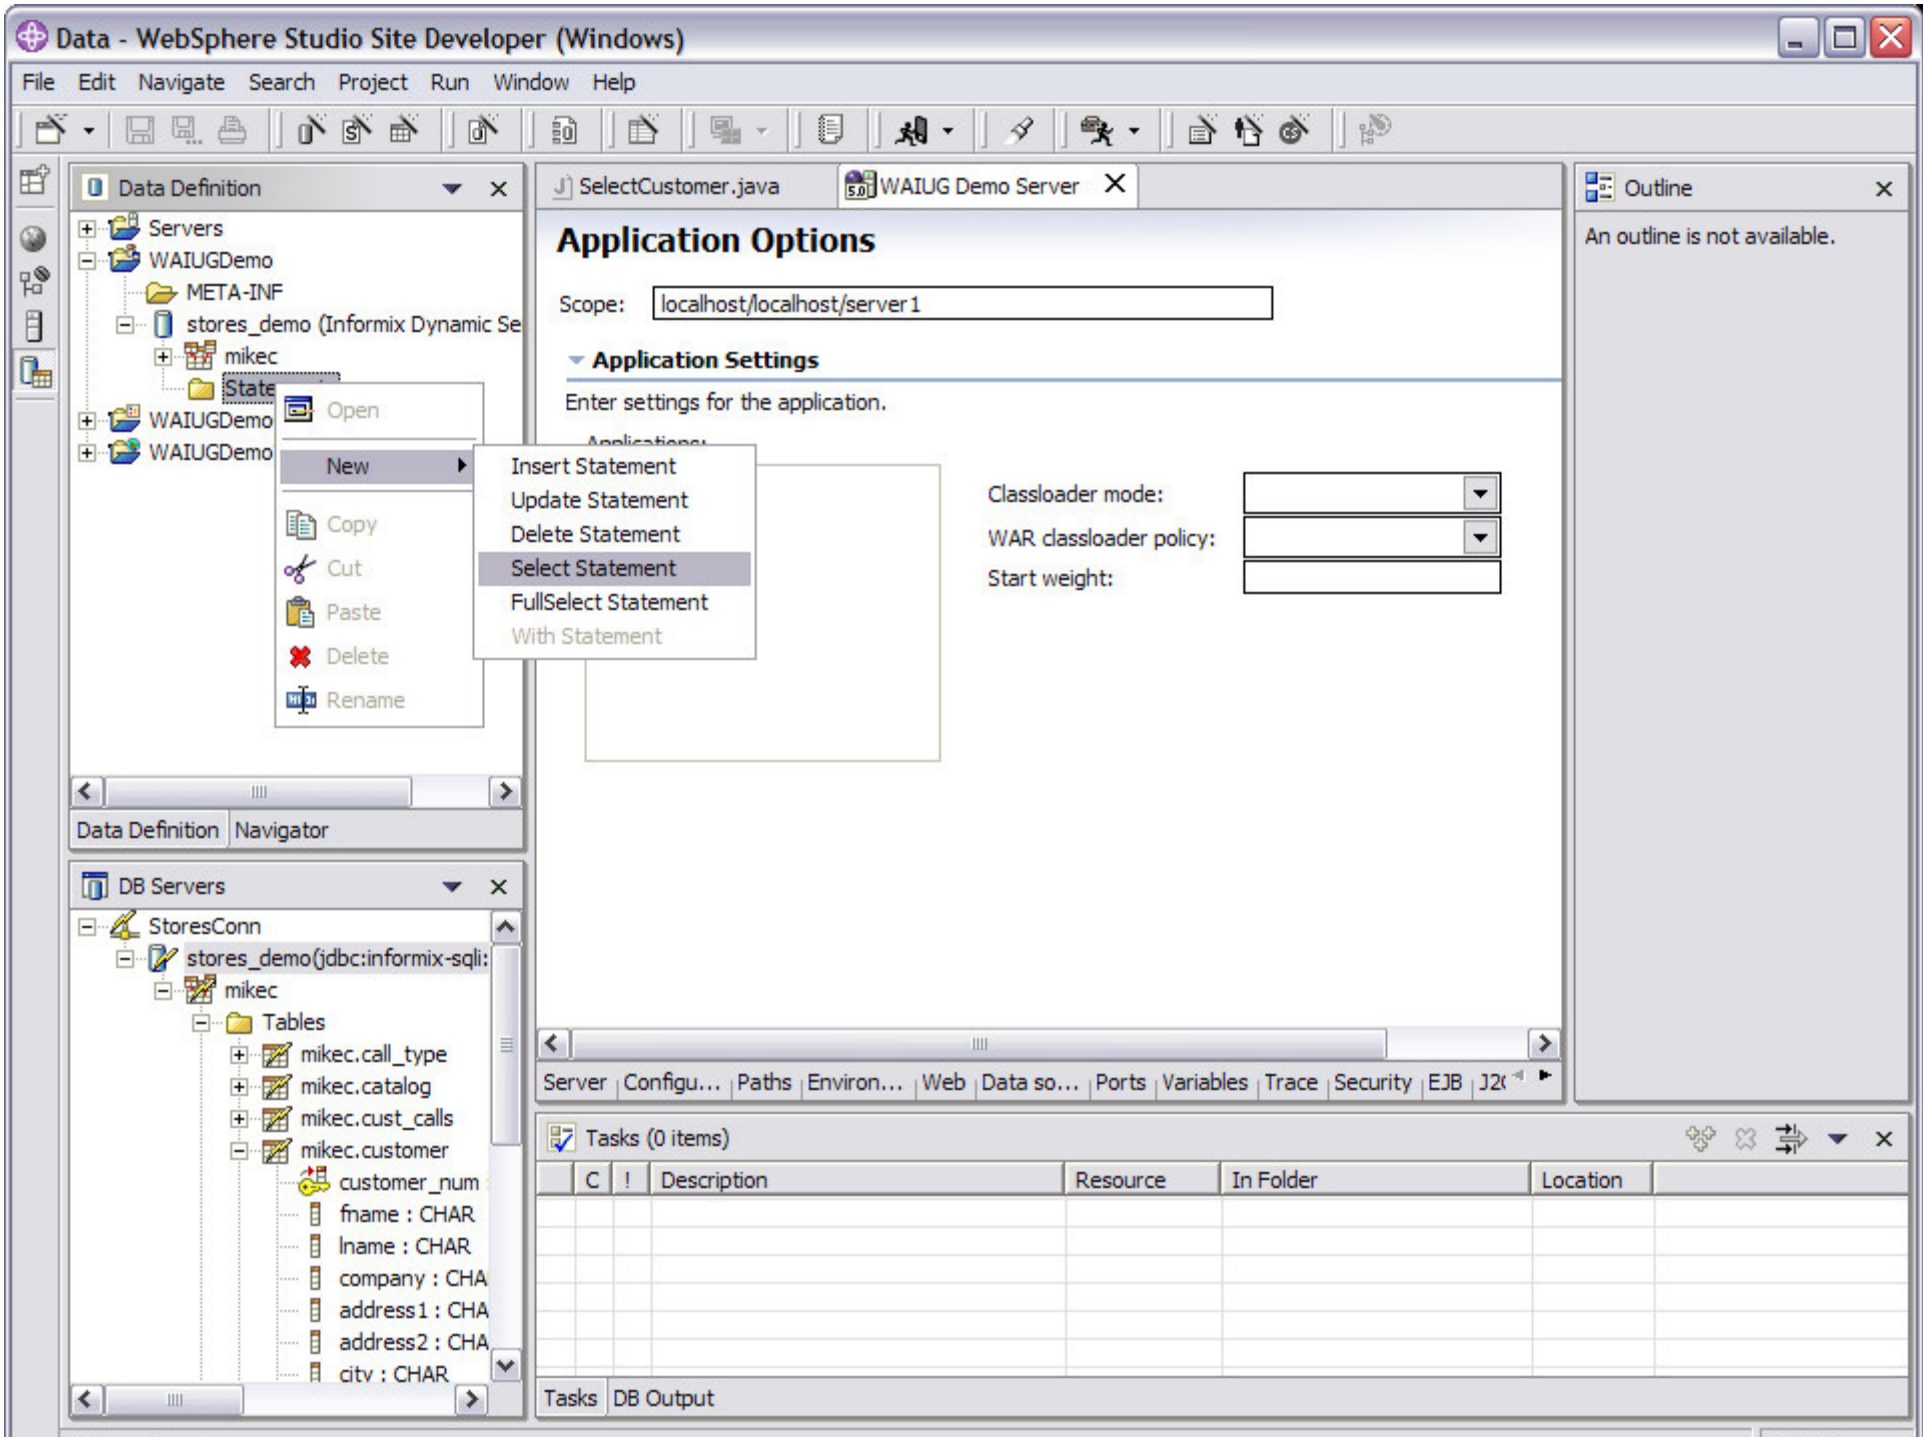 Data - WebSphere Studio Site Developer (Windows)
File Edit Navigate Search Project Run Window Help
Data Definition
Servers
WAIUGDemo
META-INF
stores_demo (Informix Dynamic Se
mikec
State
WAIUGDemo
WAIUGDemo
Open
New
Copy
Cut
Paste
Delete
Rename
Insert Statement
Update Statement
Delete Statement
Select Statement
FullSelect Statement
With Statement
Data Definition Navigator
DB Servers
StoresConn
stores_demo(jdbc:informix-sqli:
mikec
Tables
mikec.call_type
mikec.catalog
mikec.cust_calls
mikec.customer
customer_num
fname : CHAR
lname : CHAR
company : CHA
address1 : CHA
address2 : CHA
city : CHAR
SelectCustomer.java
5.0 WAIUG Demo Server
Application Options
Scope: localhost/localhost/server1
Application Settings
Enter settings for the application.
Applications:
Classloader mode:
WAR classloader policy:
Start weight:
Server Configu... Paths Environ... Web Data so... Ports Variables Trace Security EJB J2C
Tasks (0 items)
C ! Description Resource In Folder Location
Tasks DB Output
Outline
An outline is not available.